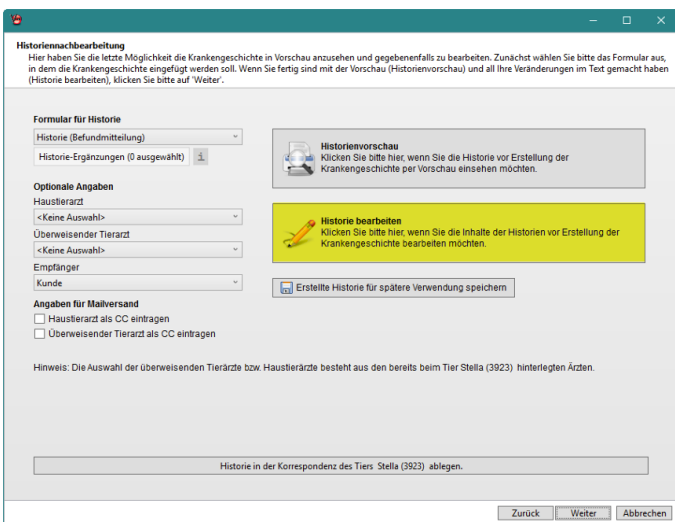 Historiennachbearbeitung
Hier haben Sie die letzte Möglichkeit die Krankengeschichte in Vorschau anzusehen und gegebenenfalls zu bearbeiten. Zunächst wählen Sie bitte das Formular aus,
in dem die Krankengeschichte eingefügt werden soll. Wenn Sie fertig sind mit der Vorschau (Historienvorschau) und all Ihre Veränderungen im Text gemacht haben
(Historie bearbeiten), klicken Sie bitte auf 'Weiter'.
Formular für Historie
Historie (Befundmitteilung)
Historie-Ergänzungen (0 ausgewählt)
Optionale Angaben
Haustierarzt
<Keine Auswahl>
Überweisender Tierarzt
<Keine Auswahl>
Empfänger
Kunde
Angaben für Mailversand
Haustierarzt als CC eintragen
Überweisender Tierarzt als CC eintragen
Historienvorschau
Klicken Sie bitte hier, wenn Sie die Historie vor Erstellung der
Krankengeschichte per Vorschau einsehen möchten.
Historie bearbeiten
Klicken Sie bitte hier, wenn Sie die Inhalte der Historien vor Erstellung der
Krankengeschichte bearbeiten möchten.
Erstellte Historie für spätere Verwendung speichern
Hinweis: Die Auswahl der überweisenden Tierärzte bzw. Haustierärzte besteht aus den bereits beim Tier Stella (3923) hinterlegten Ärzten.
Historie in der Korrespondenz des Tiers Stella (3923) ablegen.
Zurück
Weiter
Abbrechen